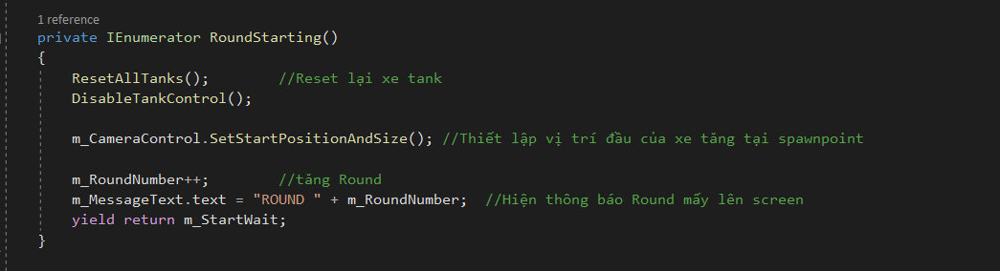 1 reference
private IEnumerator RoundStarting()
{
ResetAllTanks(); //Reset lại xe tank
DisableTankControl();
m_CameraControl.SetStartPositionAndSize(); //Thiết lập vị trí đầu của xe tăng tại spawnpoint
m_RoundNumber++; //tăng Round
m_MessageText.text = "ROUND " + m_RoundNumber; //Hiện thông báo Round mấy lên screen
yield return m_StartWait;
}